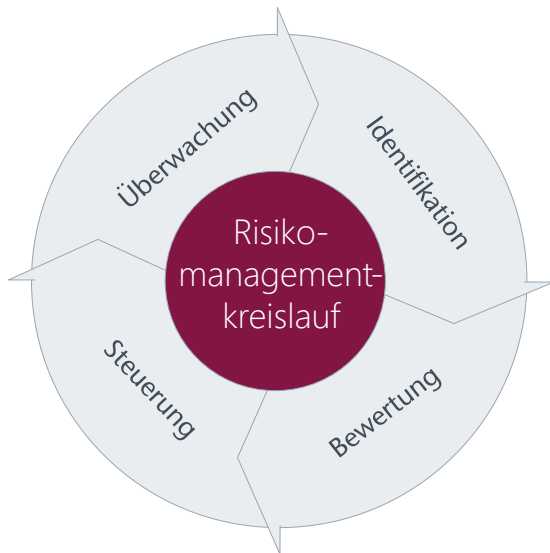 Überwachung
Identifikation
Risiko-
management-
kreislauf
Steuerung
Bewertung